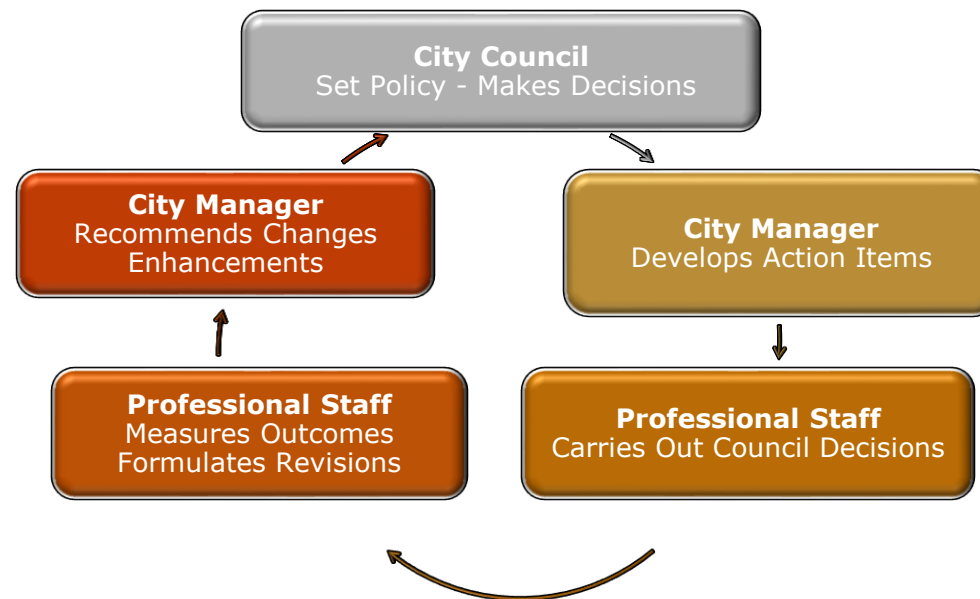 City Council
Set Policy - Makes Decisions
City Manager
Recommends Changes
Enhancements
City Manager
Develops Action Items
Professional Staff
Measures Outcomes
Formulates Revisions
Professional Staff
Carries Out Council Decisions